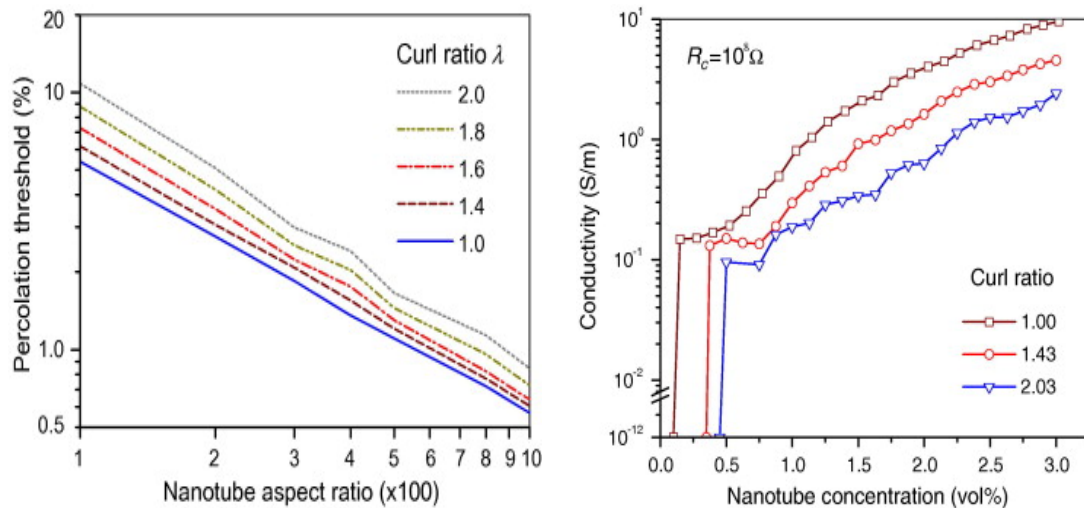 Percolation threshold (%)
20
10
1.0
0.5
Curl ratio λ
2.0
1.8
1.6
1.4
1.0
1 2 3 4 5 6 7 8 9 10
Nanotube aspect ratio (x100)
Conductivity (S/m)
10¹
10⁰
10⁻¹
10⁻²
10⁻¹²
R_c=10⁸Ω
Curl ratio
1.00
1.43
2.03
0.0 0.5 1.0 1.5 2.0 2.5 3.0
Nanotube concentration (vol%)